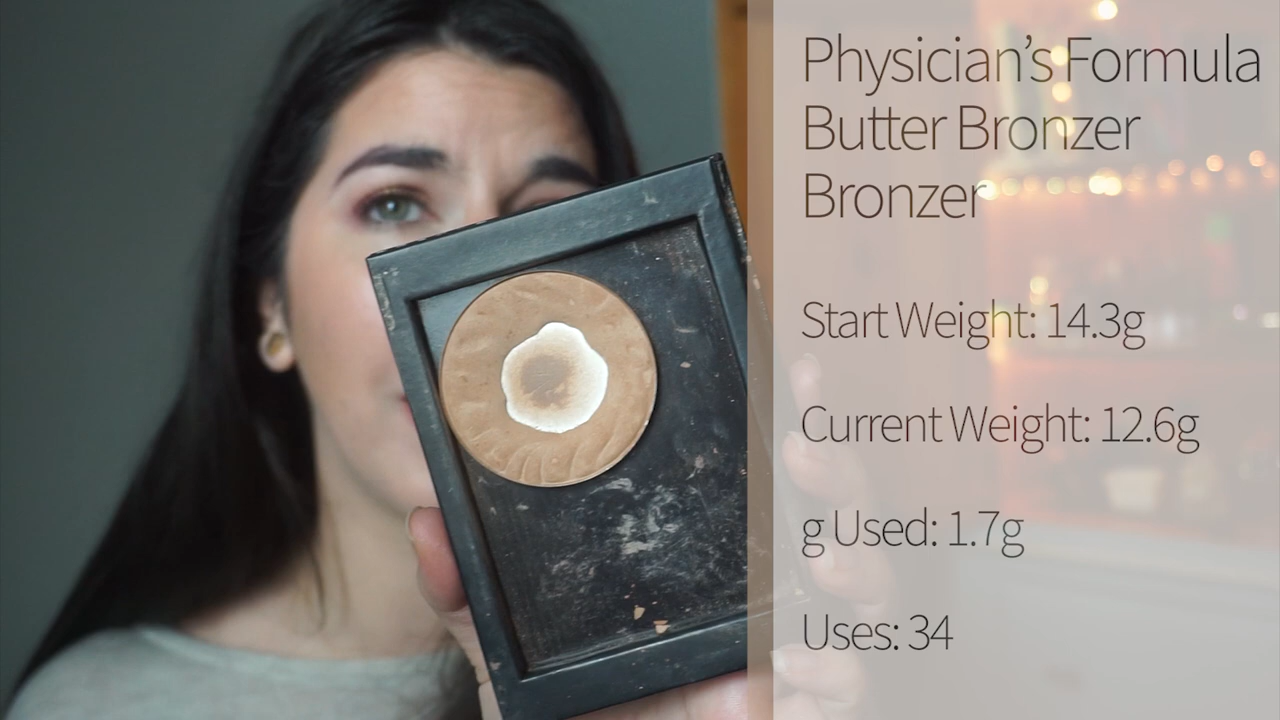 Physician’s Formula
Butter Bronzer
Bronzer
Start Weight: 14.3g
Current Weight: 12.6g
g Used: 1.7g
Uses: 34